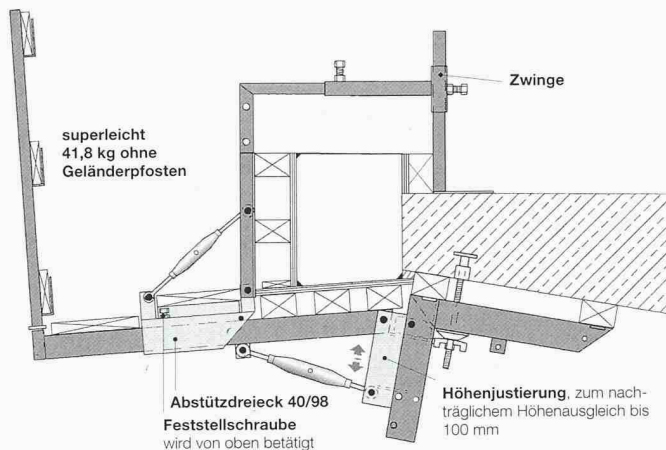 Zwinge
superleicht
41,8 kg ohne
Geländerpfosten
Abstützdreieck 40/98
Feststellschraube
wird von oben betätigt
Höhenjustierung, zum nach-
träglichem Höhenausgleich bis
100 mm